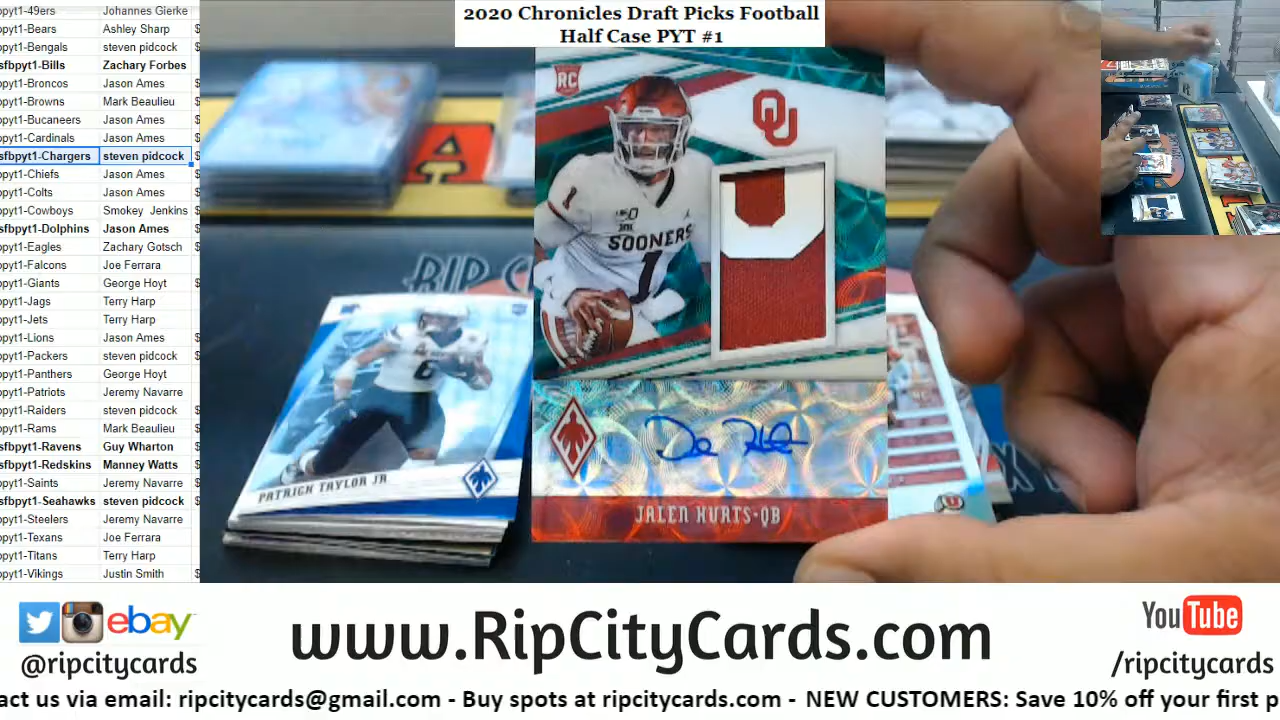 2020 Chronicles Draft Picks Football
Half Case PYT #1
pyt1-49ers Johannes Gierke
pyt1-Bears Ashley Sharp
pyt1-Bengals steven pidcock
sfbpyt1-Bills Zachary Forbes
pyt1-Broncos Jason Ames
pyt1-Browns Mark Beaulieu
pyt1-Bucaneers Jason Ames
pyt1-Cardinals Jason Ames
sfbpyt1-Chargers steven pidcock
pyt1-Chiefs Jason Ames
pyt1-Colts Jason Ames
pyt1-Cowboys Smokey Jenkins
sfbpyt1-Dolphins Jason Ames
pyt1-Eagles Zachary Gotsch
pyt1-Falcons Joe Ferrara
pyt1-Giants George Hoyt
pyt1-Jags Terry Harp
pyt1-Jets Terry Harp
pyt1-Lions Jason Ames
pyt1-Packers steven pidcock
pyt1-Panthers George Hoyt
pyt1-Patriots Jeremy Navarre
pyt1-Raiders steven pidcock
pyt1-Rams Mark Beaulieu
sfbpyt1-Ravens Guy Wharton
sfbpyt1-Redskins Manney Watts
pyt1-Saints Jeremy Navarre
sfbpyt1-Seahawks steven pidcock
pyt1-Steelers Jeremy Navarre
pyt1-Texans Joe Ferrara
pyt1-Titans Terry Harp
pyt1-Vikings Justin Smith
RC
OU
1
150
SOONERS
1
RIP C
6
PATRICK TAYLOR JR
JALEN HURTS-QB
ebay
@ripcitycards
www.RipCityCards.com
YouTube
/ripcitycards
act us via email: ripcitycards@gmail.com - Buy spots at ripcitycards.com - NEW CUSTOMERS: Save 10% off your first p